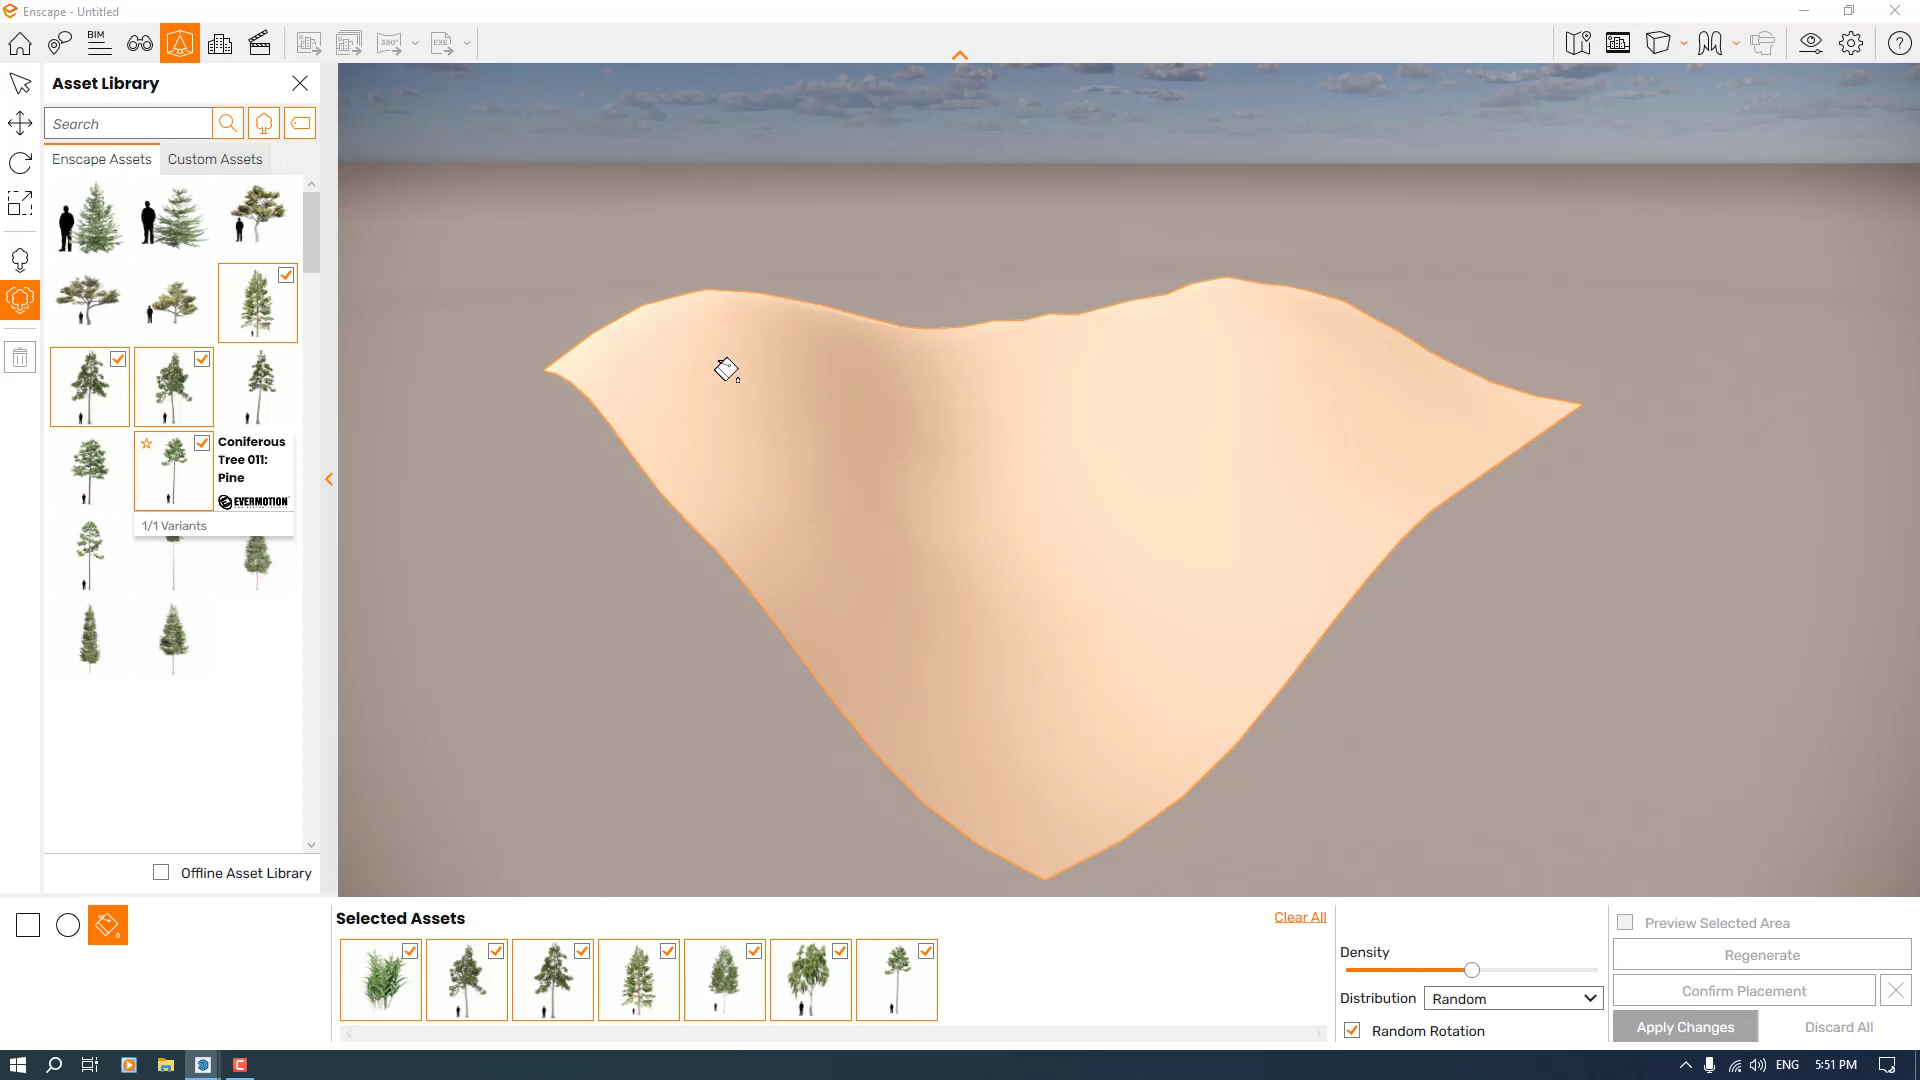 Enscape - Untitled
BIM
360°
EXE
Asset Library
Search
Enscape Assets
Custom Assets
Coniferous
Tree 011:
Pine
EVERMOTION
1/1 Variants
Offline Asset Library
Selected Assets
Clear All
Density
Distribution
Random
Random Rotation
Preview Selected Area
Regenerate
Confirm Placement
Apply Changes
Discard All
ENG
5:51 PM